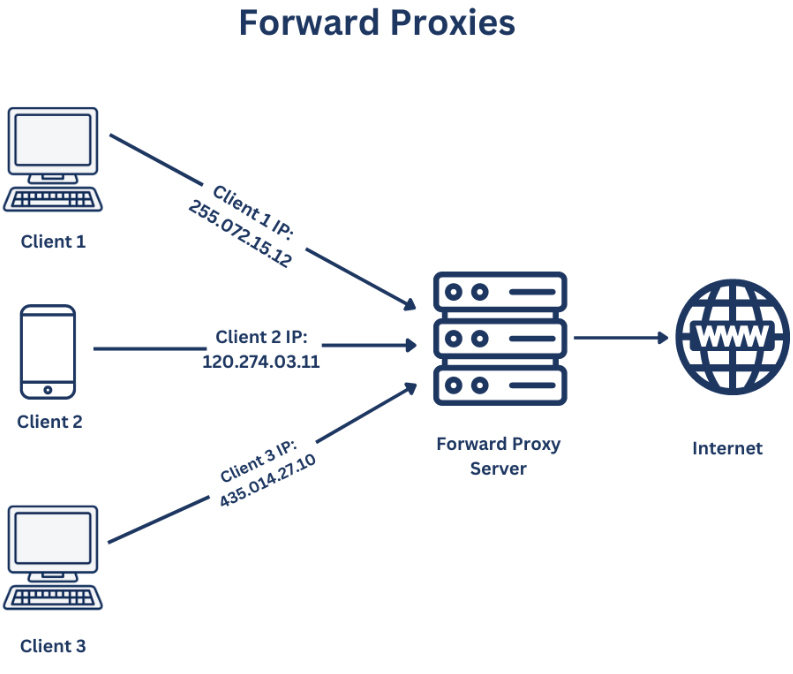 Forward Proxies
Client 1
Client 1 IP:
255.072.15.12
Client 2 IP:
120.274.03.11
Client 2
Client 3 IP:
435.014.27.10
Client 3
Forward Proxy
Server
WWW
Internet